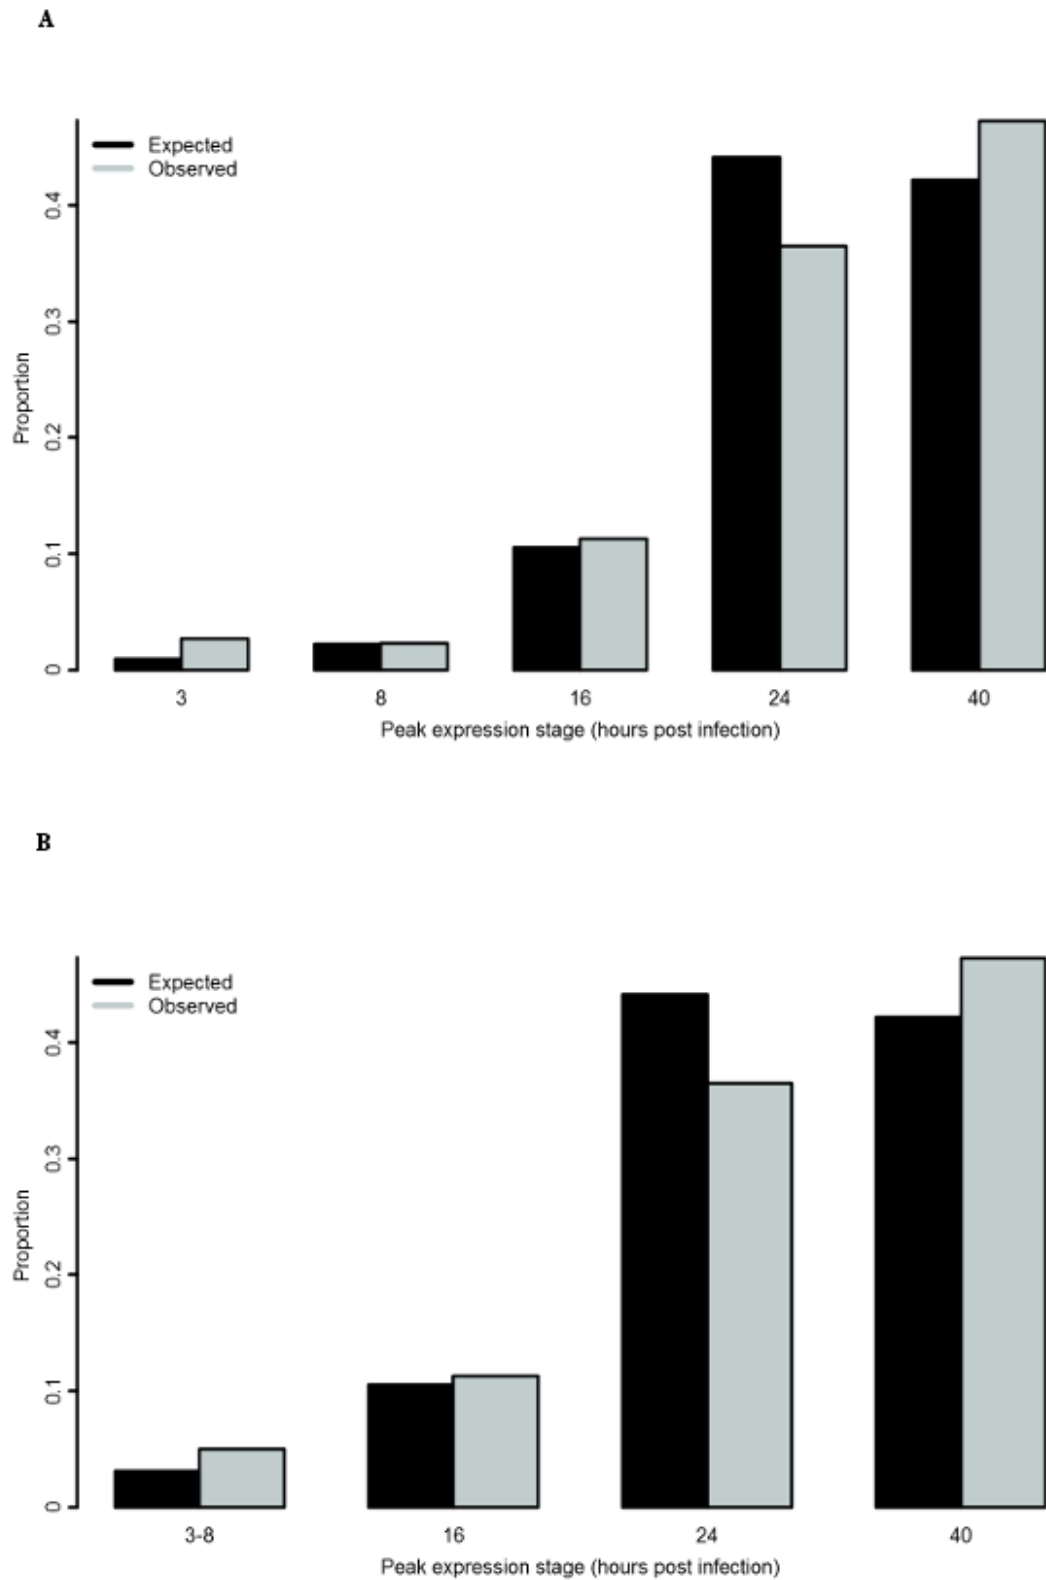 A
Expected
Observed
0.4
0.3
0.2
0.1
0
Proportion
3 8 16 24 40
Peak expression stage (hours post infection)
B
Expected
Observed
0.4
0.3
0.2
0.1
0
Proportion
3-8 16 24 40
Peak expression stage (hours post infection)